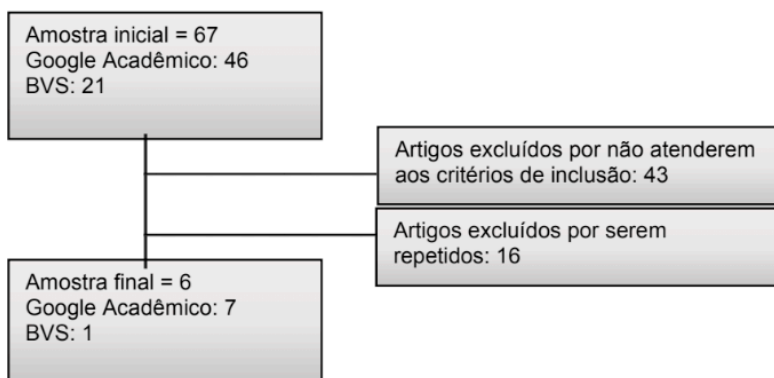 Amostra inicial = 67
Google Acadêmico: 46
BVS: 21
Artigos excluídos por não atenderem
aos critérios de inclusão: 43
Artigos excluídos por serem
repetidos: 16
Amostra final = 6
Google Acadêmico: 7
BVS: 1